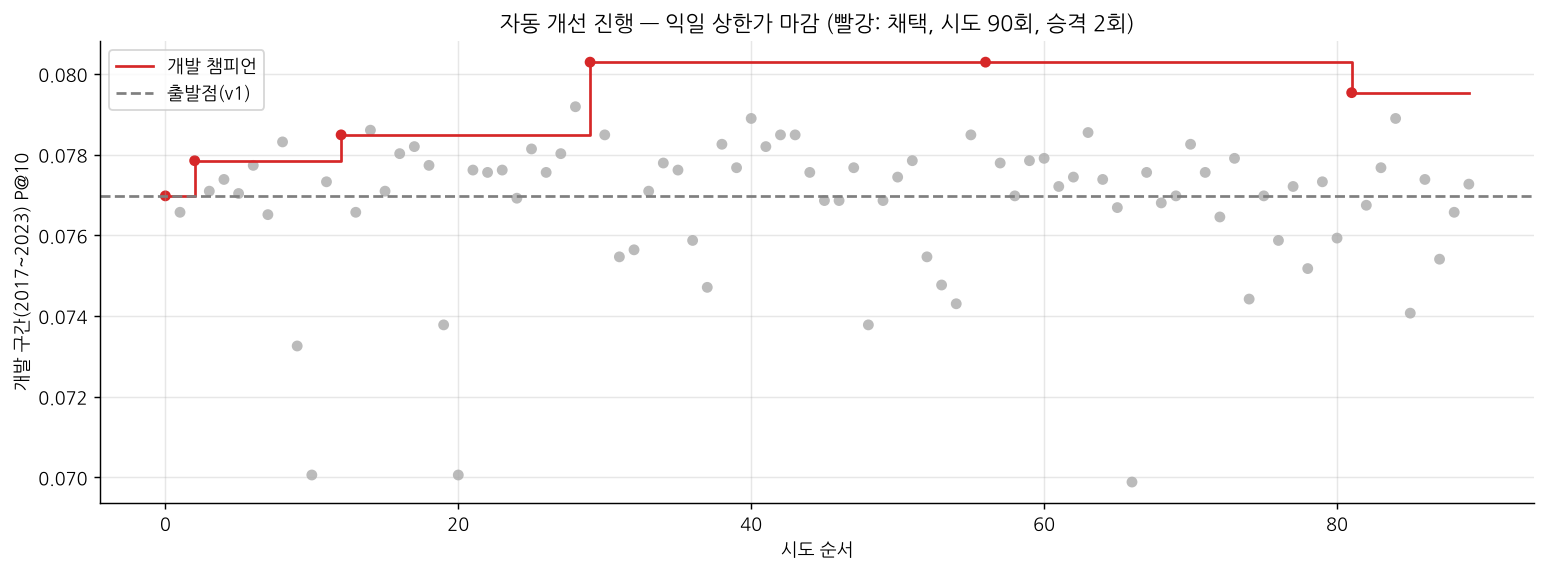 자동 개선 진행 — 익일 상한가 마감 (빨강: 채택, 시도 90회, 승격 2회)
개발 챔피언
출발점(v1)
개발 구간(2017~2023) P@10
0.080
0.078
0.076
0.074
0.072
0.070
0
20
40
60
80
시도 순서